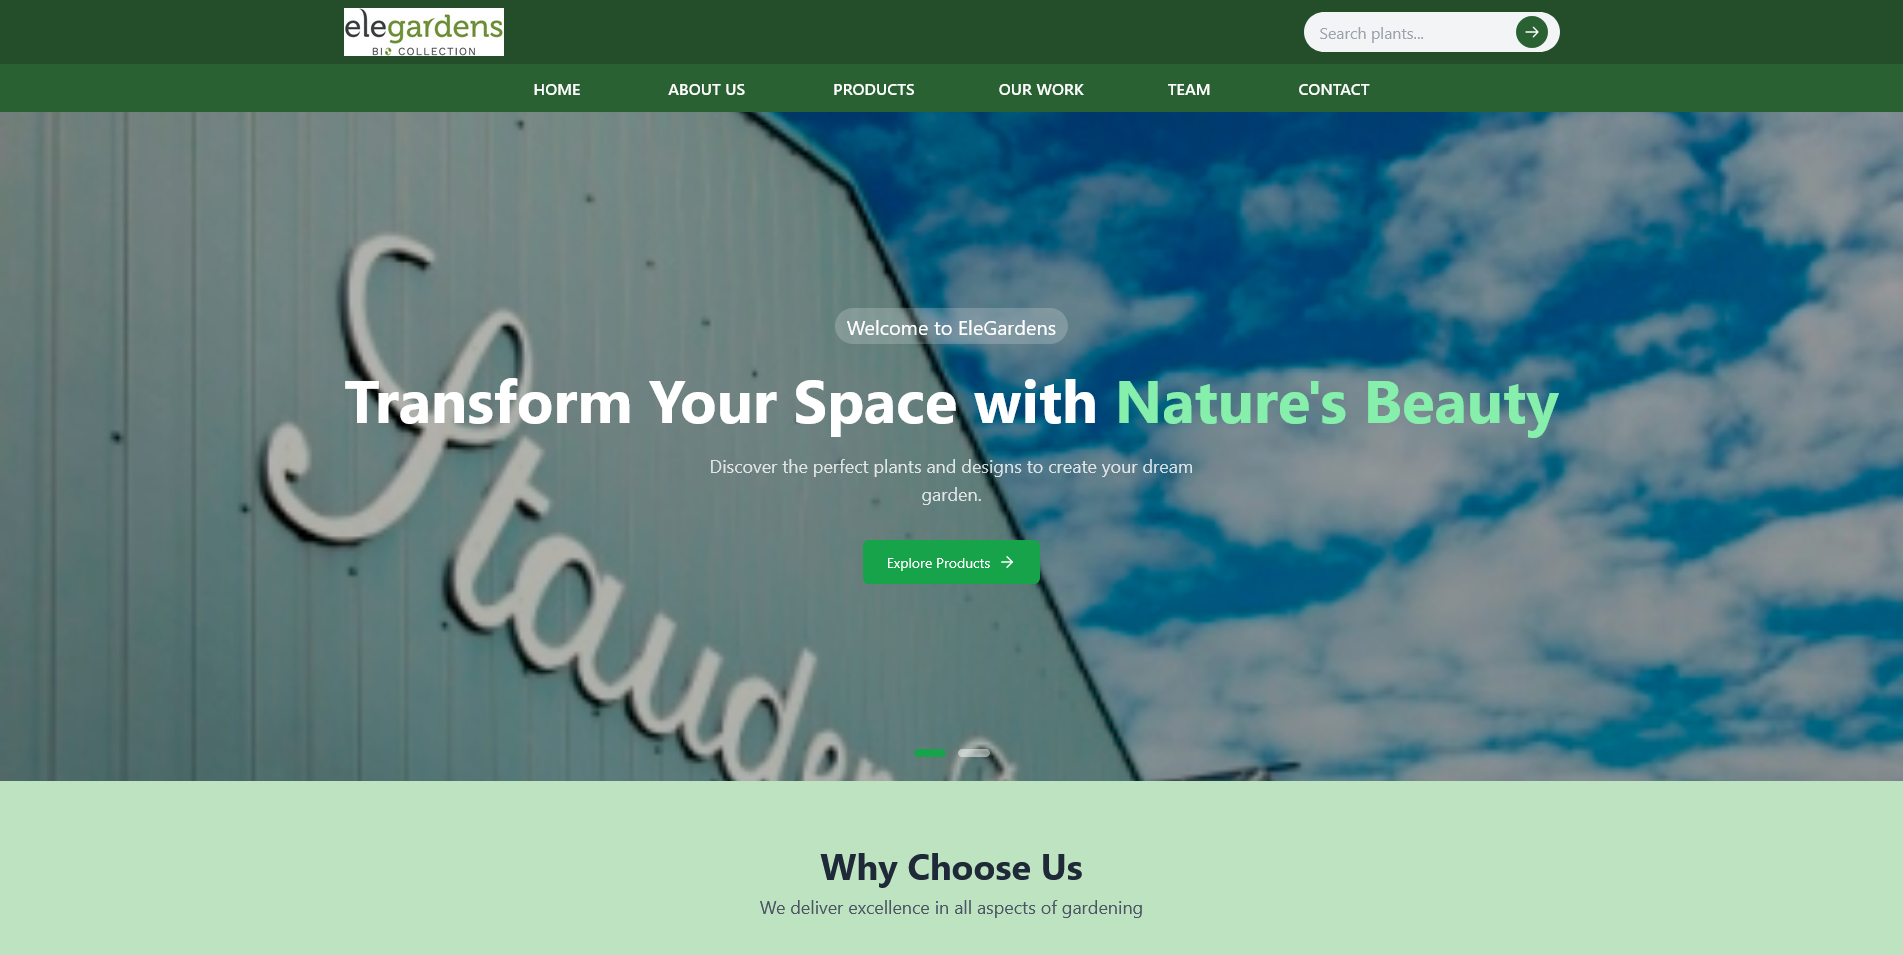 elegardens
BIO COLLECTION
Search plants...
HOME
ABOUT US
PRODUCTS
OUR WORK
TEAM
CONTACT
Welcome to EleGardens
Transform Your Space with Nature's Beauty
Discover the perfect plants and designs to create your dream
garden.
Explore Products
Stauden
Why Choose Us
We deliver excellence in all aspects of gardening